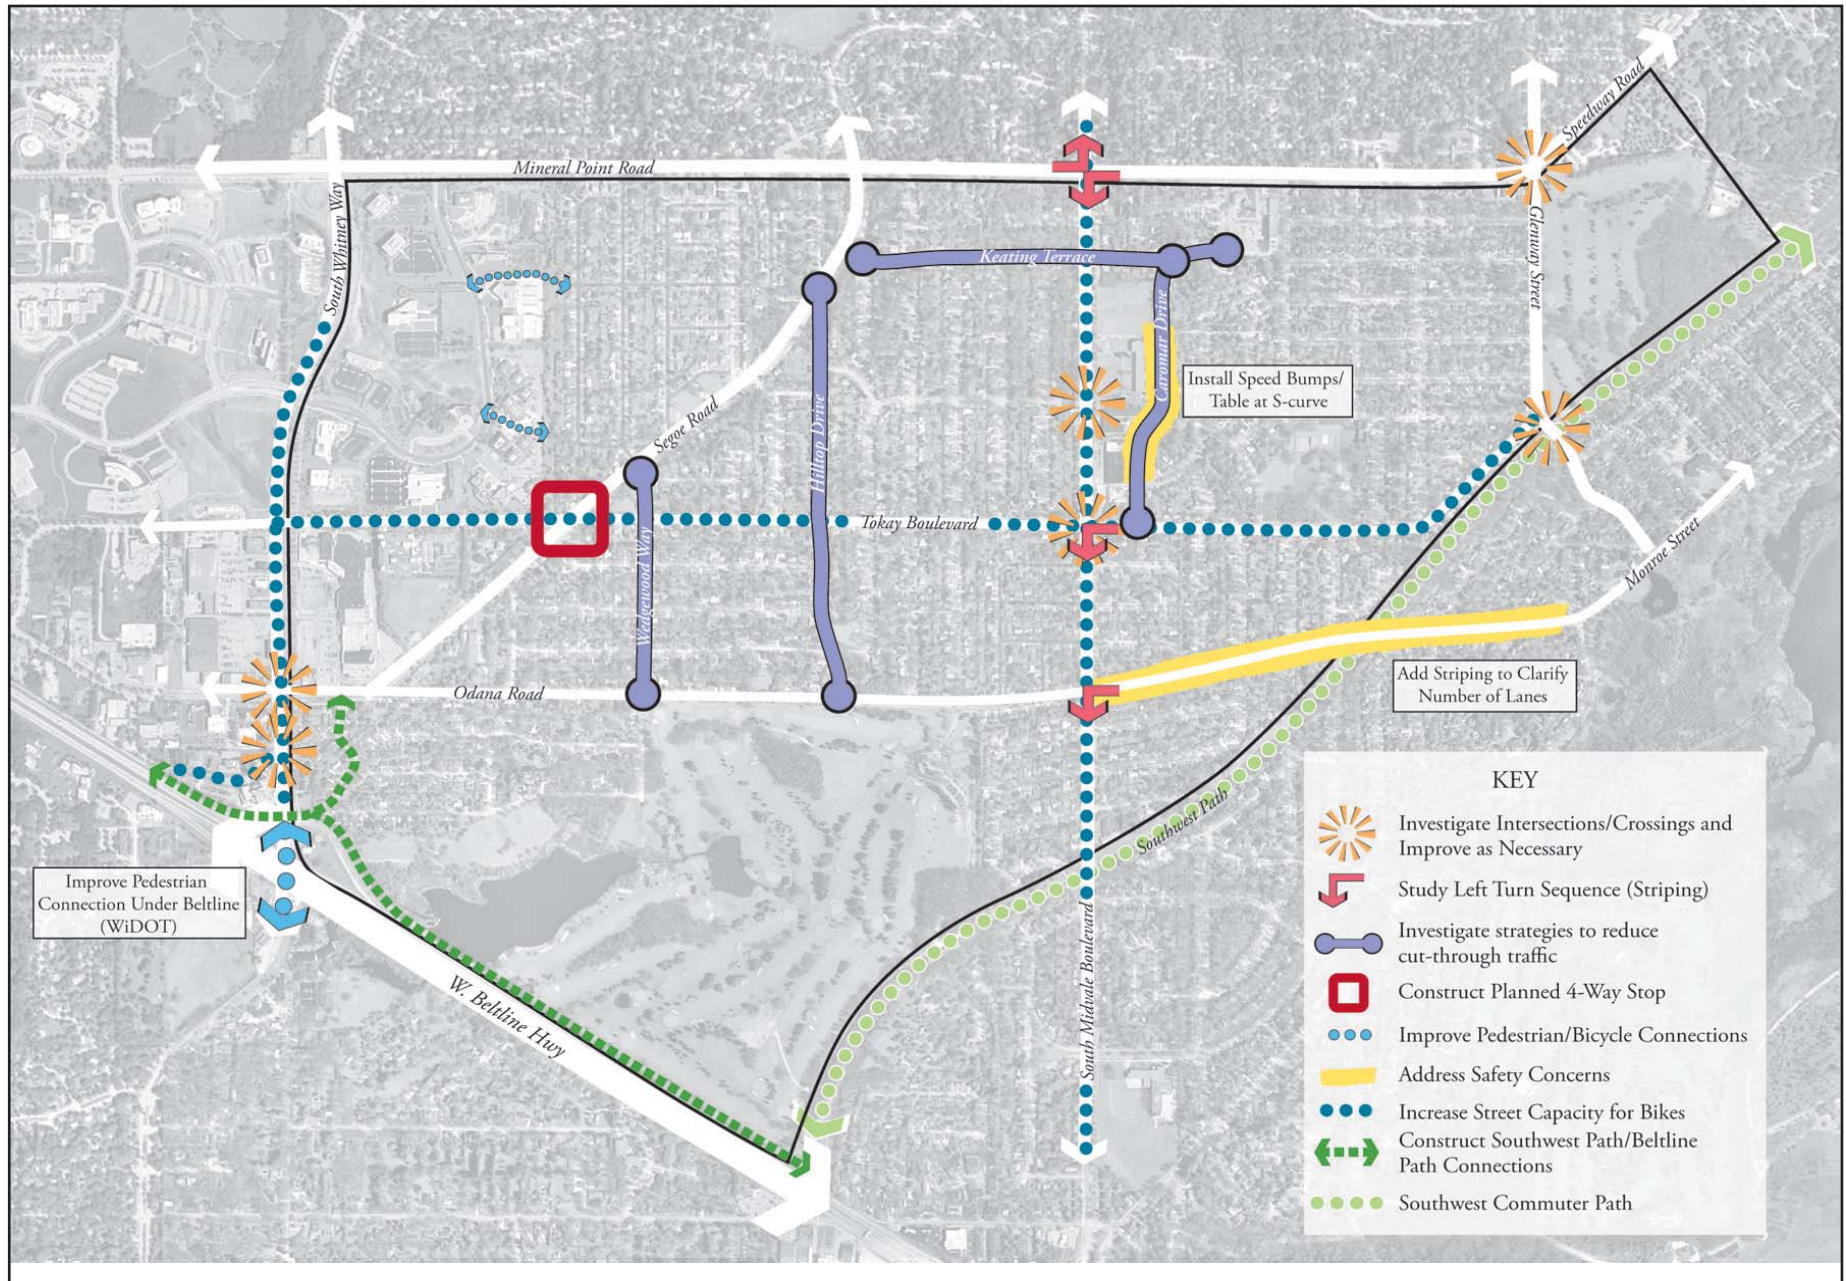 Speedway Road
Mineral Point Road
South Whitney Way
Glenway Street
Keating Terrace
Caromar Drive
Install Speed Bumps/
Table at S-curve
Segoe Road
Hilltop Drive
Tokay Boulevard
Wedgewood Way
Monroe Street
Odana Road
Add Striping to Clarify
Number of Lanes
Southwest Path
Improve Pedestrian
Connection Under Beltline
(WiDOT)
W. Beltline Hwy
South Midvale Boulevard
KEY
Investigate Intersections/Crossings and
Improve as Necessary
Study Left Turn Sequence (Striping)
Investigate strategies to reduce
cut-through traffic
Construct Planned 4-Way Stop
Improve Pedestrian/Bicycle Connections
Address Safety Concerns
Increase Street Capacity for Bikes
Construct Southwest Path/Beltline
Path Connections
Southwest Commuter Path